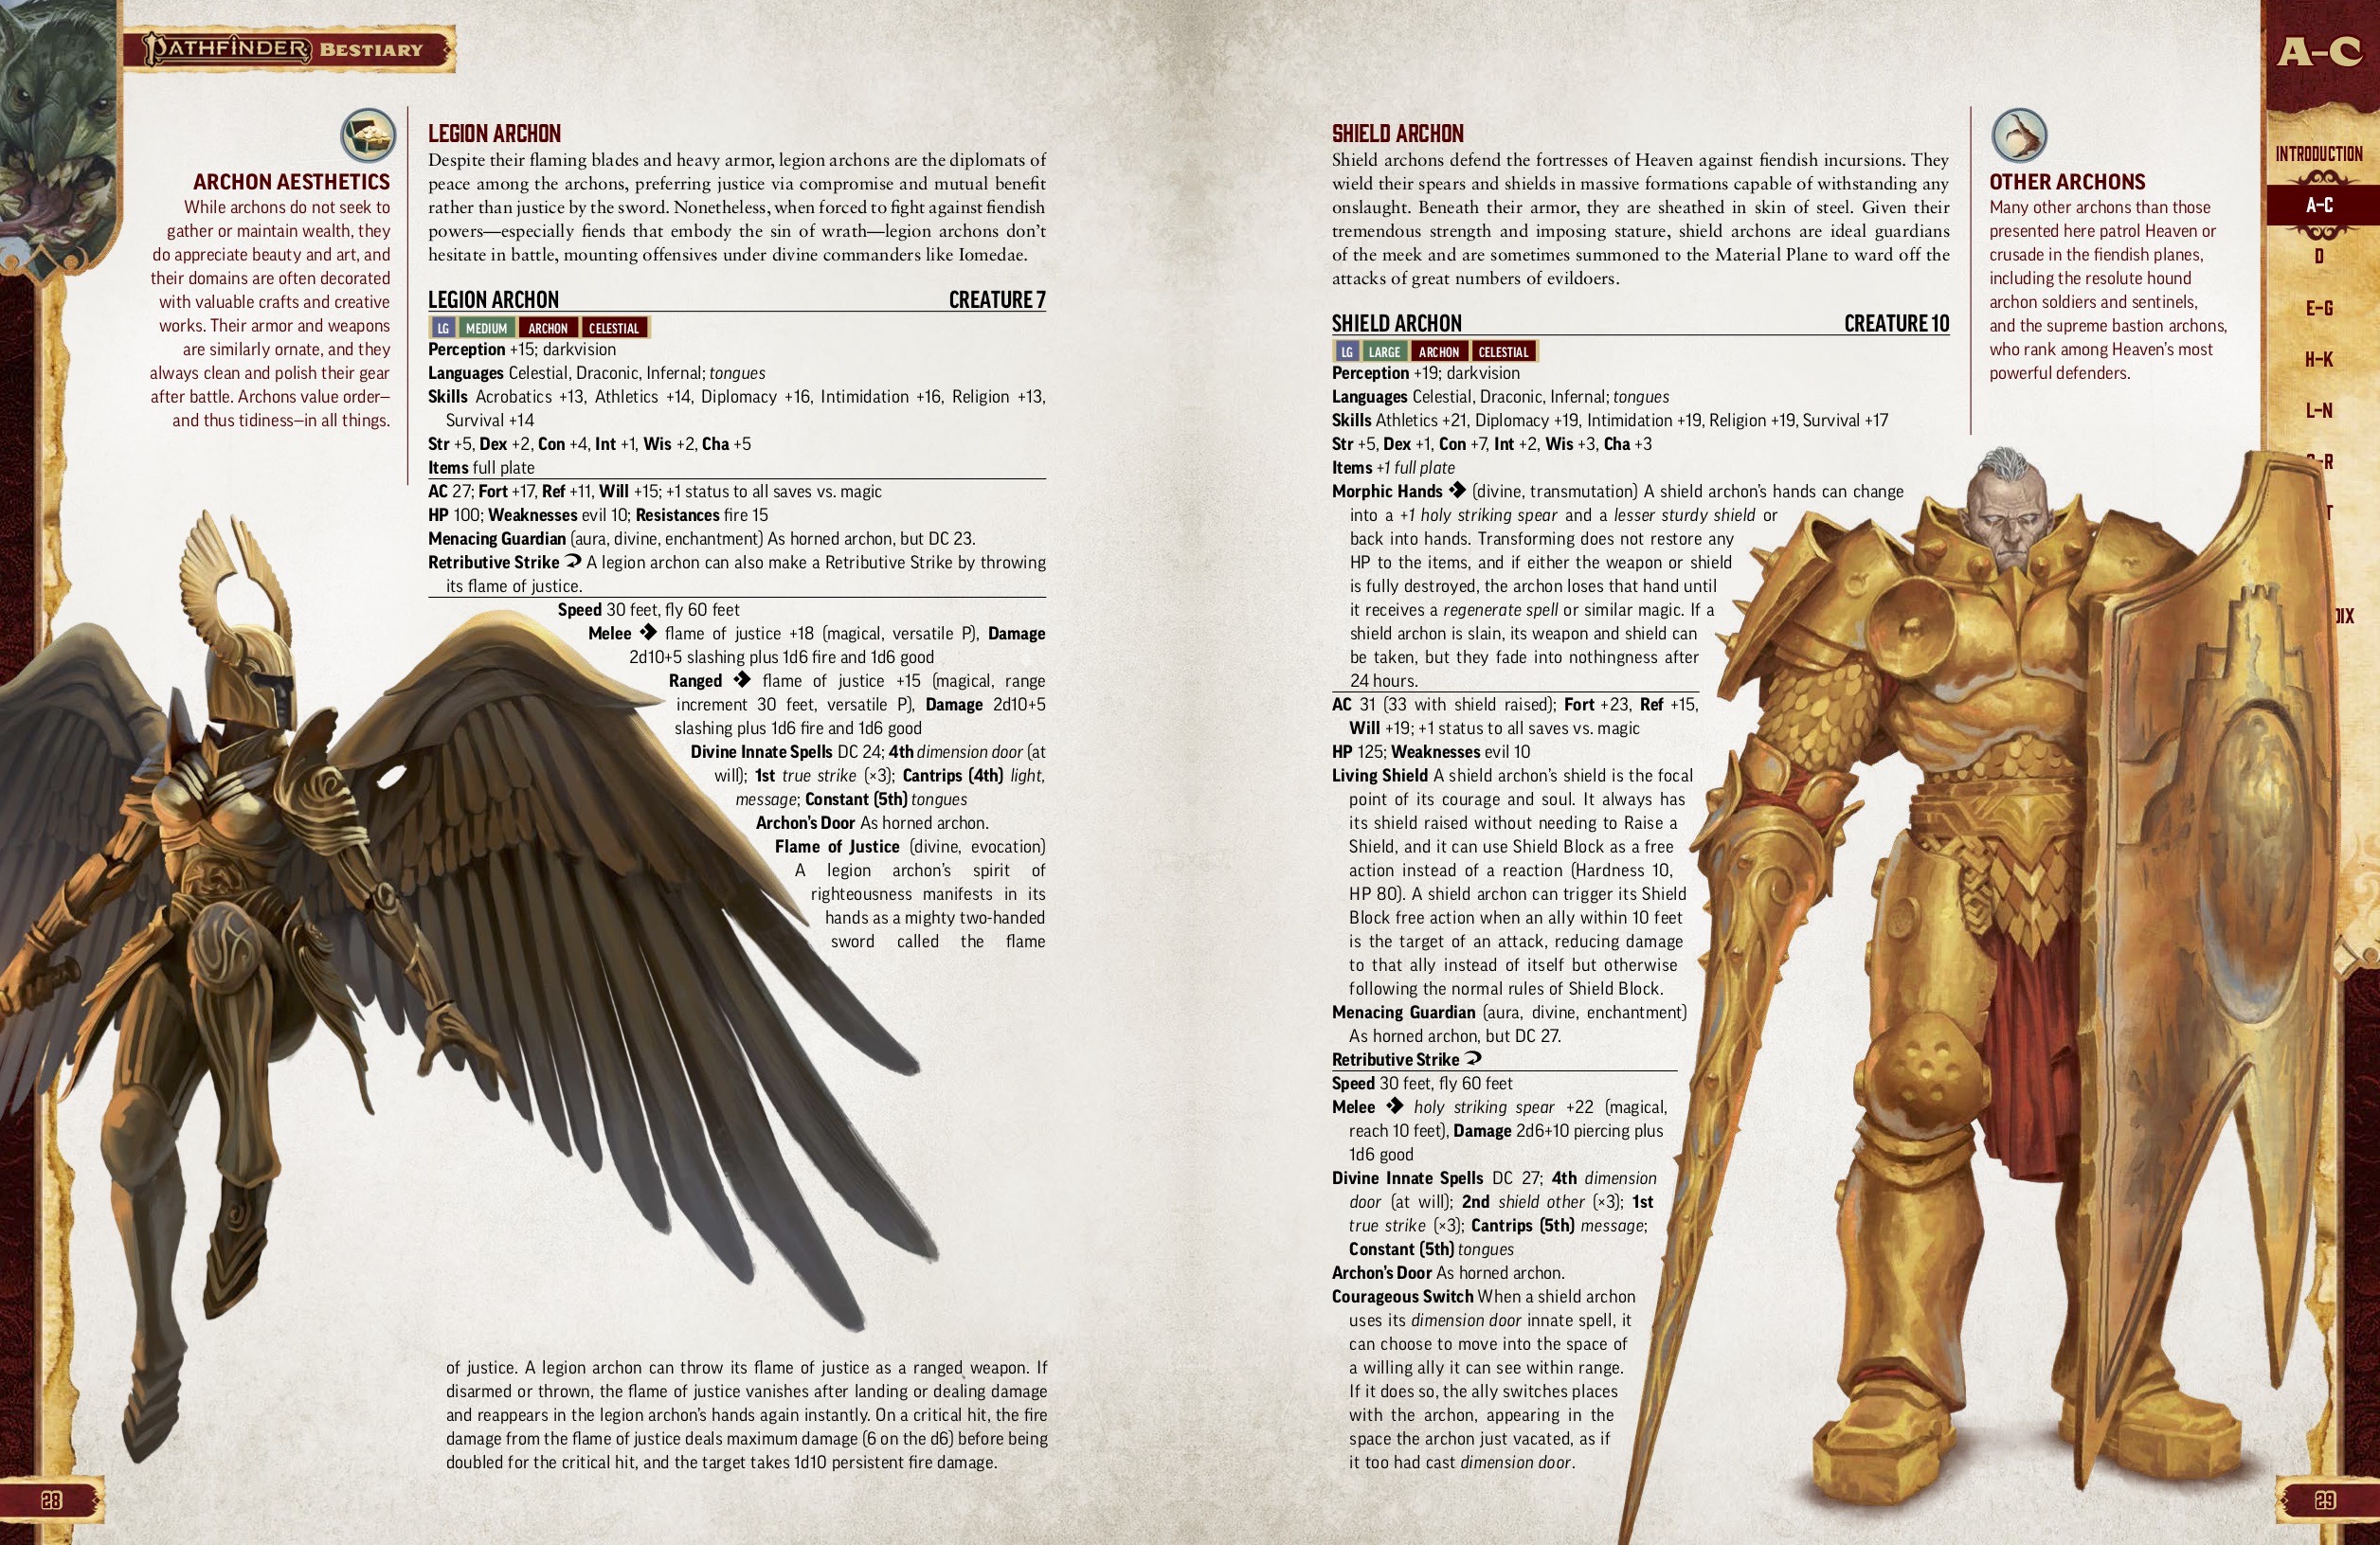 PATHFINDER BESTIARY
ARCHON AESTHETICS
While archons do not seek to
gather or maintain wealth, they
do appreciate beauty and art, and
their domains are often decorated
with valuable crafts and creative
works. Their armor and weapons
are similarly ornate, and they
always clean and polish their gear
after battle. Archons value order—
and thus tidiness—in all things.
LEGION ARCHON
Despite their flaming blades and heavy armor, legion archons are the diplomats of
peace among the archons, preferring justice via compromise and mutual benefit
rather than justice by the sword. Nonetheless, when forced to fight against fiendish
powers—especially fiends that embody the sin of wrath—legion archons don't
hesitate in battle, mounting offensives under divine commanders like Iomedae.
LEGION ARCHON CREATURE 7
LG MEDIUM ARCHON CELESTIAL
Perception +15; darkvision
Languages Celestial, Draconic, Infernal; tongues
Skills Acrobatics +13, Athletics +14, Diplomacy +16, Intimidation +16, Religion +13,
Survival +14
Str +5, Dex +2, Con +4, Int +1, Wis +2, Cha +5
Items full plate
AC 27; Fort +17, Ref +11, Will +15; +1 status to all saves vs. magic
HP 100; Weaknesses evil 10; Resistances fire 15
Menacing Guardian (aura, divine, enchantment) As horned archon, but DC 23.
Retributive Strike A legion archon can also make a Retributive Strike by throwing
its flame of justice.
Speed 30 feet, fly 60 feet
Melee flame of justice +18 (magical, versatile P), Damage
2d10+5 slashing plus 1d6 fire and 1d6 good
Ranged flame of justice +15 (magical, range
increment 30 feet, versatile P), Damage 2d10+5
slashing plus 1d6 fire and 1d6 good
Divine Innate Spells DC 24; 4th dimension door (at
will); 1st true strike (×3); Cantrips (4th) light,
message; Constant (5th) tongues
Archon's Door As horned archon.
Flame of Justice (divine, evocation)
A legion archon's spirit of
righteousness manifests in its
hands as a mighty two-handed
sword called the flame
of justice. A legion archon can throw its flame of justice as a ranged weapon. If
disarmed or thrown, the flame of justice vanishes after landing or dealing damage
and reappears in the legion archon's hands again instantly. On a critical hit, the fire
damage from the flame of justice deals maximum damage (6 on the d6) before being
doubled for the critical hit, and the target takes 1d10 persistent fire damage.
28
SHIELD ARCHON
Shield archons defend the fortresses of Heaven against fiendish incursions. They
wield their spears and shields in massive formations capable of withstanding any
onslaught. Beneath their armor, they are sheathed in skin of steel. Given their
tremendous strength and imposing stature, shield archons are ideal guardians
of the meek and are sometimes summoned to the Material Plane to ward off the
attacks of great numbers of evildoers.
SHIELD ARCHON CREATURE 10
LG LARGE ARCHON CELESTIAL
Perception +19; darkvision
Languages Celestial, Draconic, Infernal; tongues
Skills Athletics +21, Diplomacy +19, Intimidation +19, Religion +19, Survival +17
Str +5, Dex +1, Con +7, Int +2, Wis +3, Cha +3
Items +1 full plate
Morphic Hands (divine, transmutation) A shield archon's hands can change
into a +1 holy striking spear and a lesser sturdy shield or
back into hands. Transforming does not restore any
HP to the items, and if either the weapon or shield
is fully destroyed, the archon loses that hand until
it receives a regenerate spell or similar magic. If a
shield archon is slain, its weapon and shield can
be taken, but they fade into nothingness after
24 hours.
AC 31 (33 with shield raised); Fort +23, Ref +15,
Will +19; +1 status to all saves vs. magic
HP 125; Weaknesses evil 10
Living Shield A shield archon's shield is the focal
point of its courage and soul. It always has
its shield raised without needing to Raise a
Shield, and it can use Shield Block as a free
action instead of a reaction (Hardness 10,
HP 80). A shield archon can trigger its Shield
Block free action when an ally within 10 feet
is the target of an attack, reducing damage
to that ally instead of itself but otherwise
following the normal rules of Shield Block.
Menacing Guardian (aura, divine, enchantment)
As horned archon, but DC 27.
Retributive Strike
Speed 30 feet, fly 60 feet
Melee holy striking spear +22 (magical,
reach 10 feet), Damage 2d6+10 piercing plus
1d6 good
Divine Innate Spells DC 27; 4th dimension
door (at will); 2nd shield other (×3); 1st
true strike (×3); Cantrips (5th) message;
Constant (5th) tongues
Archon's Door As horned archon.
Courageous Switch When a shield archon
uses its dimension door innate spell, it
can choose to move into the space of
a willing ally it can see within range.
If it does so, the ally switches places
with the archon, appearing in the
space the archon just vacated, as if
it too had cast dimension door.
OTHER ARCHONS
Many other archons than those
presented here patrol Heaven or
crusade in the fiendish planes,
including the resolute hound
archon soldiers and sentinels,
and the supreme bastion archons,
who rank among Heaven's most
powerful defenders.
A–C
INTRODUCTION
A–C
D
E–G
H–K
L–N
29